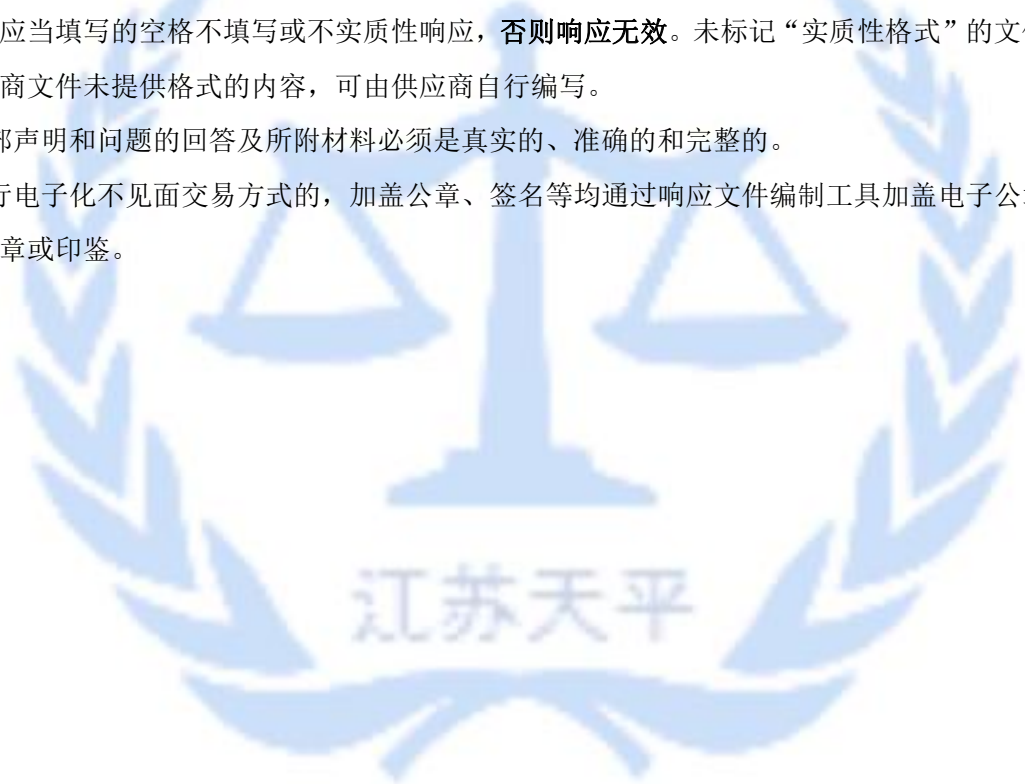 应当填写的空格不填写或不实质性响应，否则响应无效。未标记“实质性格式”的文
商文件未提供格式的内容，可由供应商自行编写。
部声明和问题的回答及所附材料必须是真实的、准确的和完整的。
行电子化不见面交易方式的，加盖公章、签名等均通过响应文件编制工具加盖电子公
章或印鉴。
江苏天平